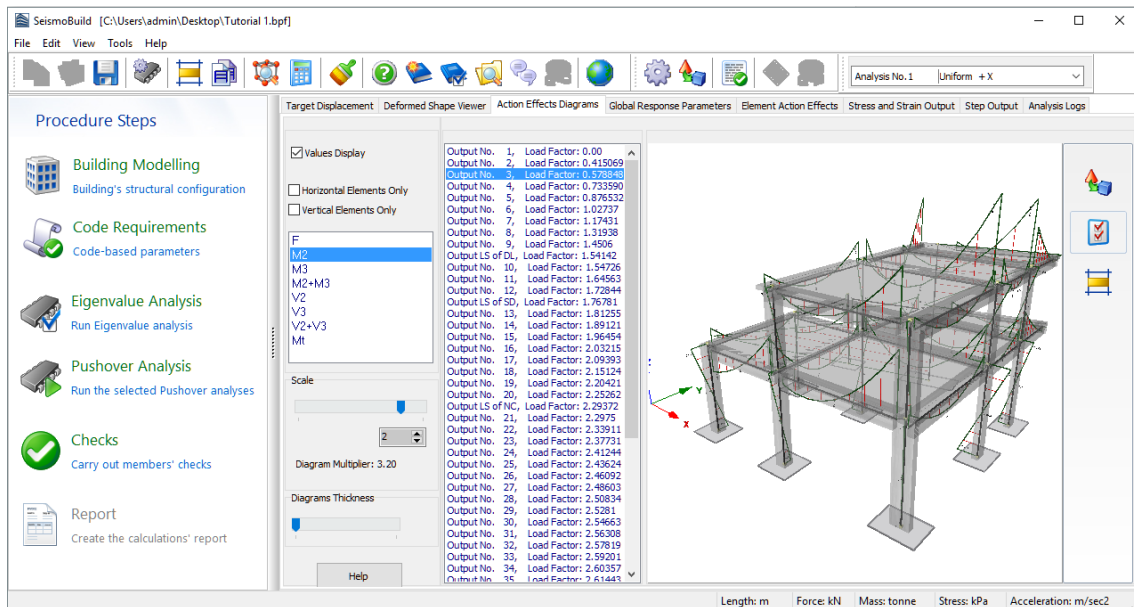 SeismoBuild [C:\Users\admin\Desktop\Tutorial 1.bpf]
File Edit View Tools Help
Analysis No. 1 Uniform +X
Procedure Steps
Building Modelling
Building's structural configuration
Code Requirements
Code-based parameters
Eigenvalue Analysis
Run Eigenvalue analysis
Pushover Analysis
Run the selected Pushover analyses
Checks
Carry out members' checks
Report
Create the calculations' report
Target Displacement Deformed Shape Viewer Action Effects Diagrams Global Response Parameters Element Action Effects Stress and Strain Output Step Output Analysis Logs
Values Display
Horizontal Elements Only
Vertical Elements Only
F
M2
M3
M2+M3
V2
V3
V2+V3
Mt
Scale
2
Diagram Multiplier: 3.20
Diagrams Thickness
Help
Output No. 1, Load Factor: 0.00
Output No. 2, Load Factor: 0.415069
Output No. 3, Load Factor: 0.578848
Output No. 4, Load Factor: 0.733590
Output No. 5, Load Factor: 0.876532
Output No. 6, Load Factor: 1.02737
Output No. 7, Load Factor: 1.17431
Output No. 8, Load Factor: 1.31938
Output No. 9, Load Factor: 1.4506
Output LS of DL, Load Factor: 1.54142
Output No. 10, Load Factor: 1.54726
Output No. 11, Load Factor: 1.64563
Output No. 12, Load Factor: 1.72844
Output LS of SD, Load Factor: 1.76781
Output No. 13, Load Factor: 1.81255
Output No. 14, Load Factor: 1.89121
Output No. 15, Load Factor: 1.96454
Output No. 16, Load Factor: 2.03215
Output No. 17, Load Factor: 2.09393
Output No. 18, Load Factor: 2.15124
Output No. 19, Load Factor: 2.20421
Output No. 20, Load Factor: 2.25262
Output LS of NC, Load Factor: 2.29372
Output No. 21, Load Factor: 2.2975
Output No. 22, Load Factor: 2.33911
Output No. 23, Load Factor: 2.37731
Output No. 24, Load Factor: 2.41244
Output No. 25, Load Factor: 2.43624
Output No. 26, Load Factor: 2.46092
Output No. 27, Load Factor: 2.48603
Output No. 28, Load Factor: 2.50834
Output No. 29, Load Factor: 2.5281
Output No. 30, Load Factor: 2.54663
Output No. 31, Load Factor: 2.56308
Output No. 32, Load Factor: 2.57819
Output No. 33, Load Factor: 2.59201
Output No. 34, Load Factor: 2.60357
Output No. 35, Load Factor: 2.61443
Y
X
Length: m Force: kN Mass: tonne Stress: kPa Acceleration: m/sec2